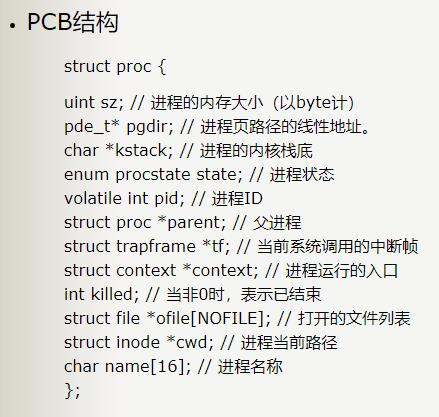 • PCB结构
struct proc {
uint sz; // 进程的内存大小（以byte计）
pde_t* pgdir; // 进程页路径的线性地址。
char *kstack; // 进程的内核栈底
enum procstate state; // 进程状态
volatile int pid; // 进程ID
struct proc *parent; // 父进程
struct trapframe *tf; // 当前系统调用的中断帧
struct context *context; // 进程运行的入口
int killed; // 当非0时，表示已结束
struct file *ofile[NOFILE]; // 打开的文件列表
struct inode *cwd; // 进程当前路径
char name[16]; // 进程名称
};